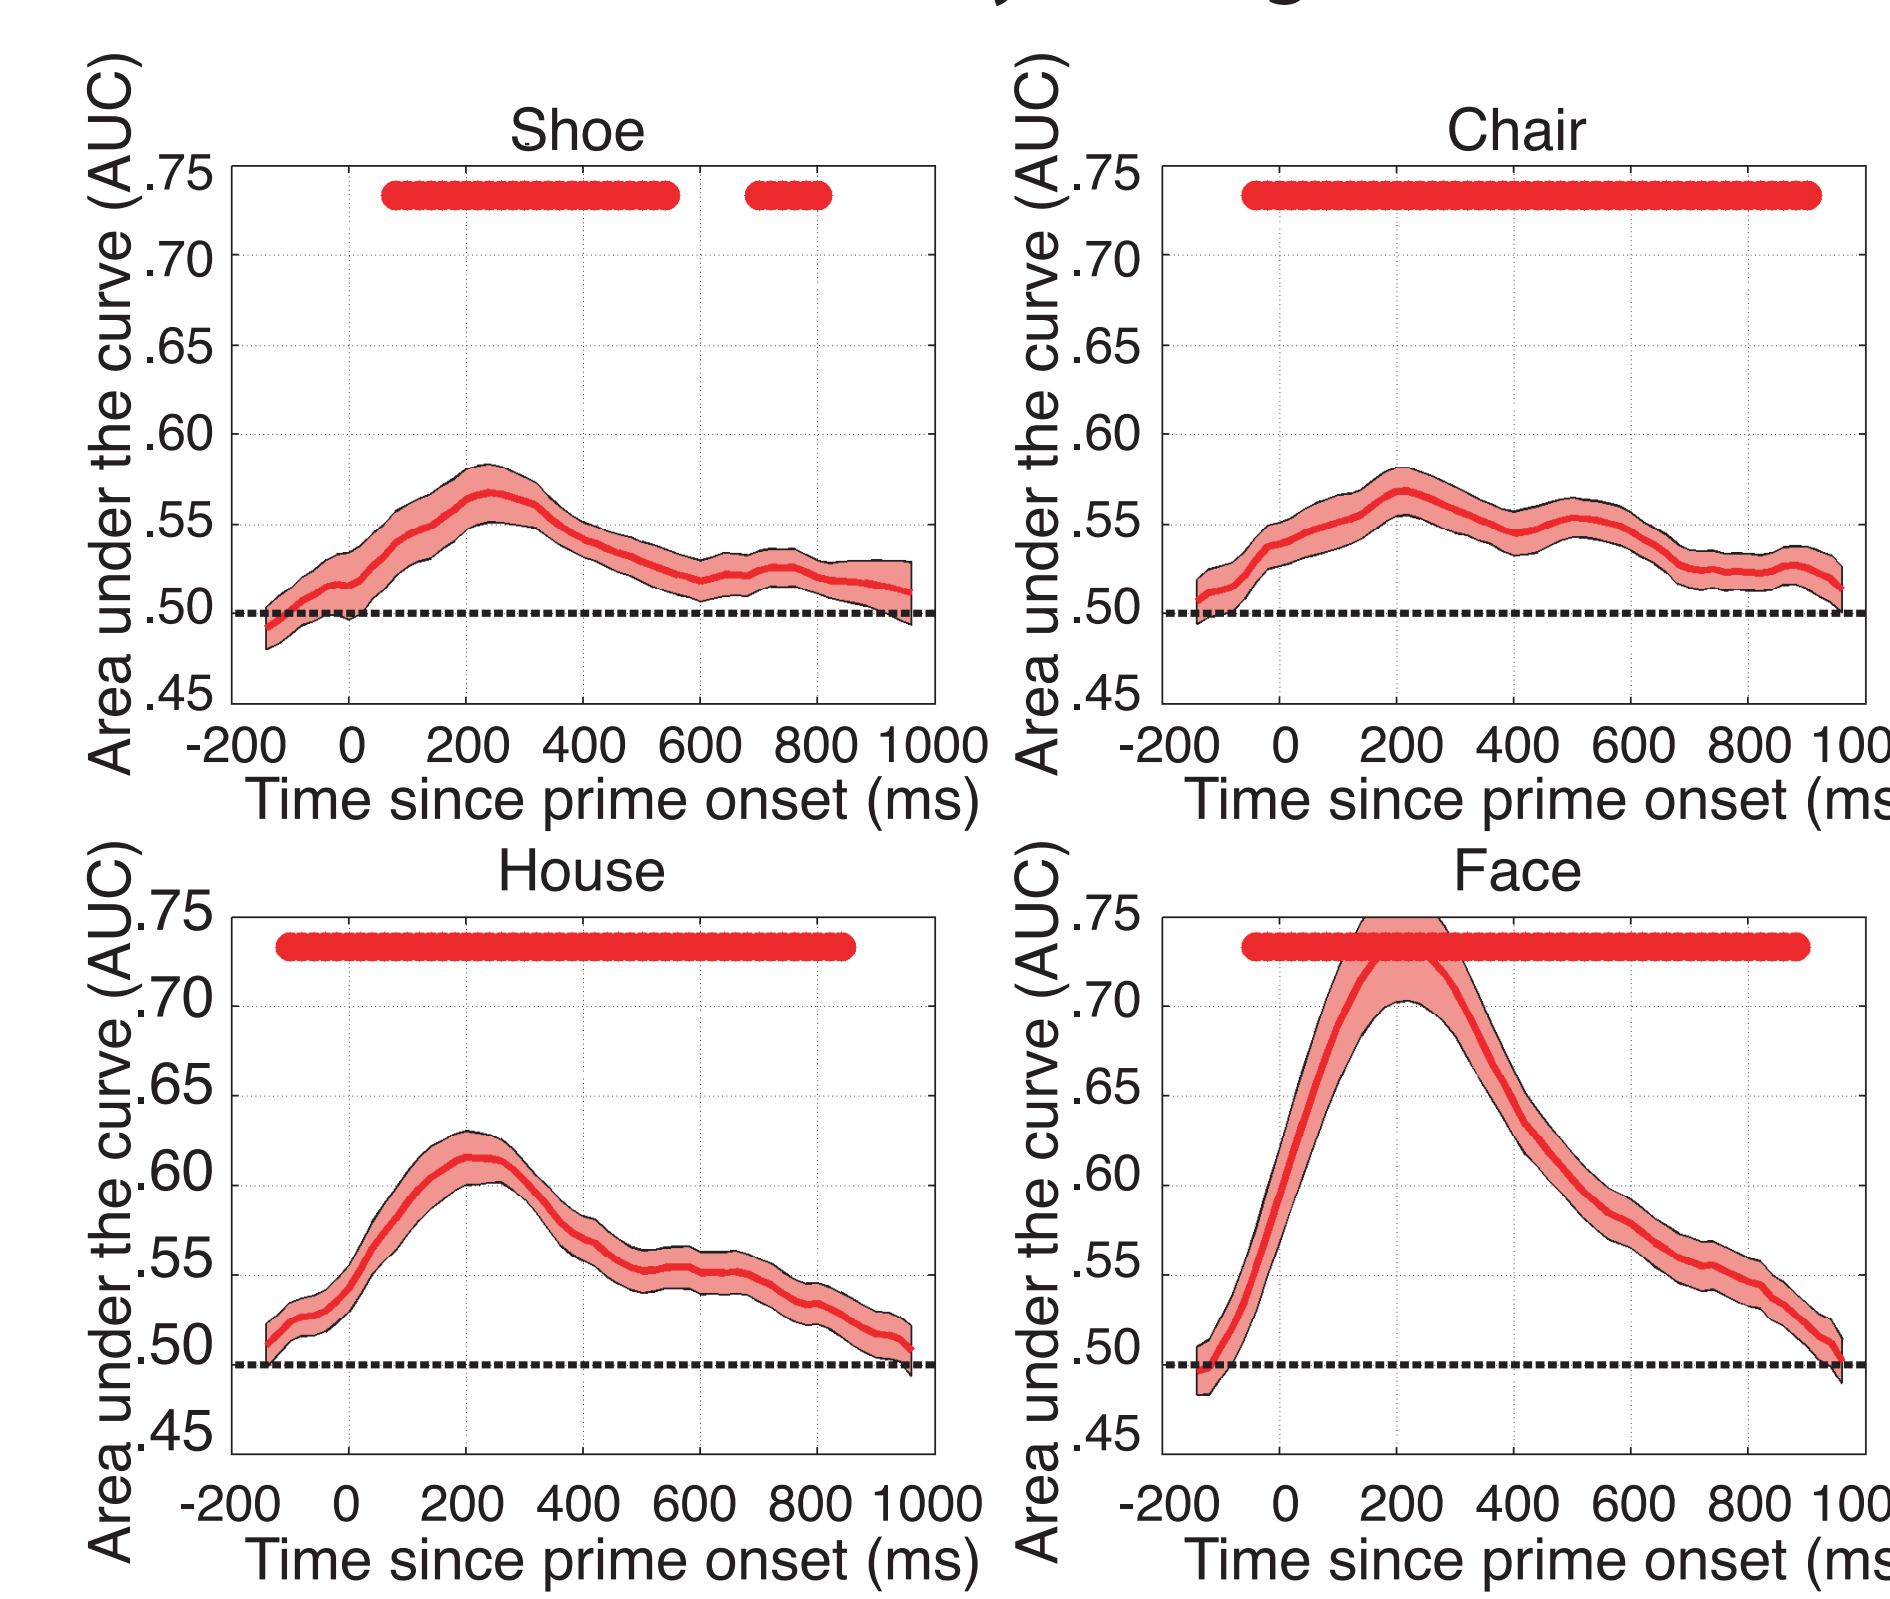 Shoe
Area under the curve (AUC)
.75
.70
.65
.60
.55
.50
.45
-200 0 200 400 600 800 1000
Time since prime onset (ms)
Chair
Area under the curve (AUC)
.75
.70
.65
.60
.55
.50
.45
-200 0 200 400 600 800 100
Time since prime onset (ms
House
Area under the curve (AUC)
.75
.70
.65
.60
.55
.50
.45
-200 0 200 400 600 800 1000
Time since prime onset (ms)
Face
Area under the curve (AUC)
.75
.70
.65
.60
.55
.50
.45
-200 0 200 400 600 800 100
Time since prime onset (ms